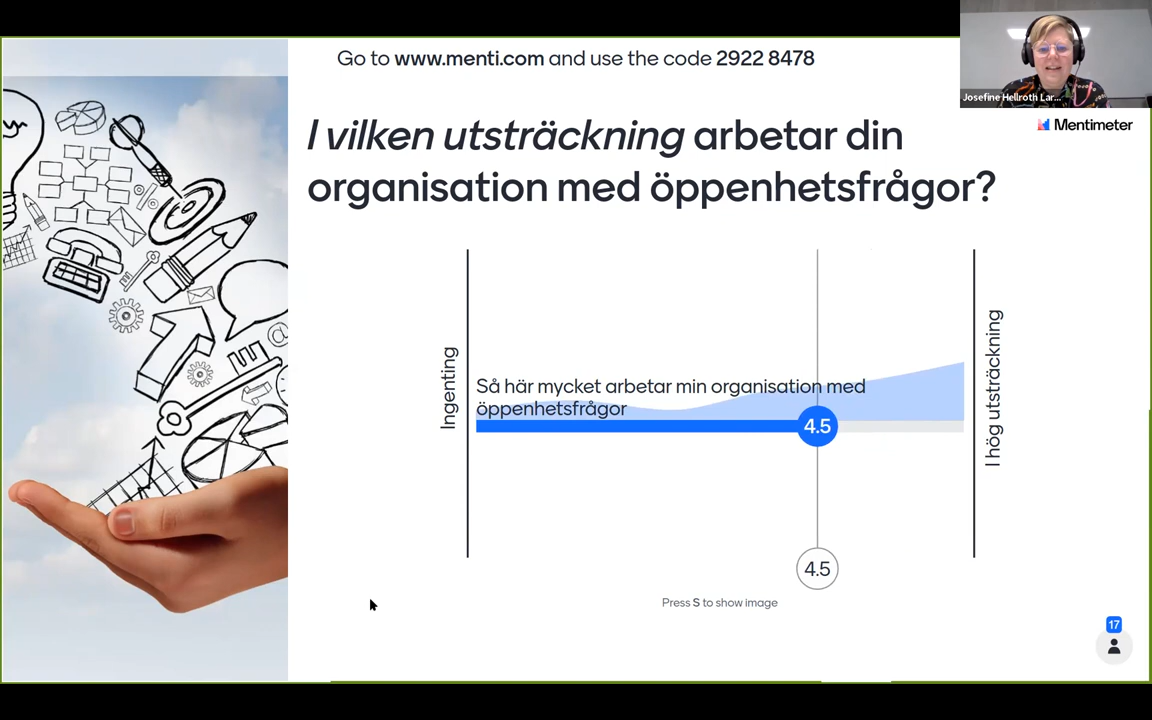 Go to www.menti.com and use the code 2922 8478
Josefine Hellroth Lar...
Mentimeter
I vilken utsträckning arbetar din
organisation med öppenhetsfrågor?
Ingenting
Så här mycket arbetar min organisation med
öppenhetsfrågor
4.5
I hög utsträckning
4.5
Press S to show image
17